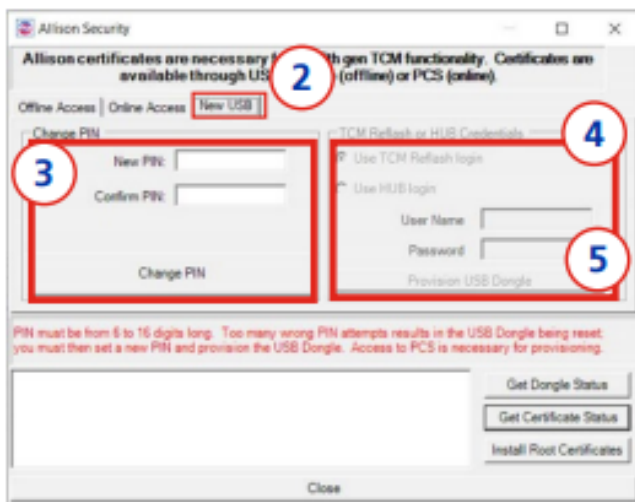 Allison Security
Allison certificates are necessary gen TCM functionality. Certificates are
available through (offline) or PCS (online).
2
Offline Access Online Access New USB
Change PIN
TCM Reflash or HUB Credentials
4
3
New PIN:
Use TCM Reflash login
Confirm PIN:
Use HUB login
User Name
Password
5
Change PIN
Provision USB Dongle
PIN must be from 6 to 16 digits long. Too many wrong PIN attempts results in the USB Dongle being reset:
you must then set a new PIN and provision the USB Dongle. Access to PCS is necessary for provisioning.
Get Dongle Status
Get Certificate Status
Install Root Certificates
Close